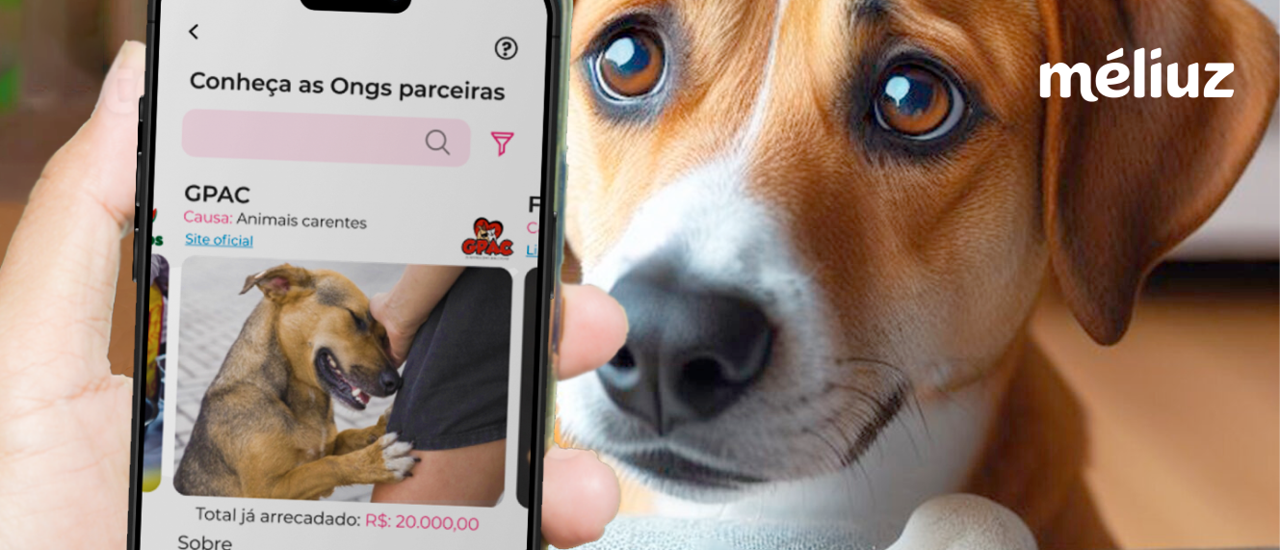 méliuz
Conheça as Ongs parceiras
GPAC
Causa: Animais carentes
Site oficial
GPAC
Total já arrecadado: R$: 20.000,00
Sobre